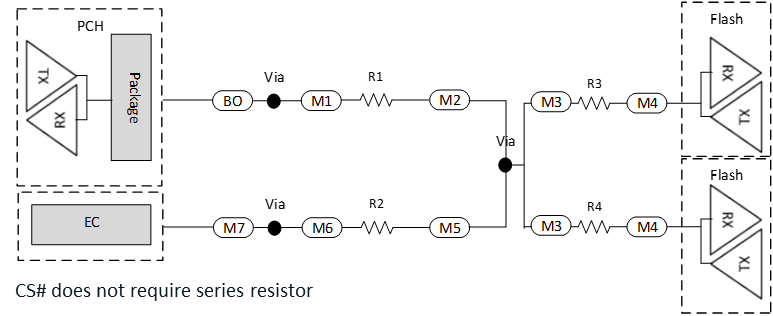 PCH
TX
RX
Package
BO
Via
M1
R1
M2
Via
M3
R3
M4
Flash
RX
TX
EC
M7
Via
M6
R2
M5
M3
R4
M4
Flash
RX
TX
CS# does not require series resistor